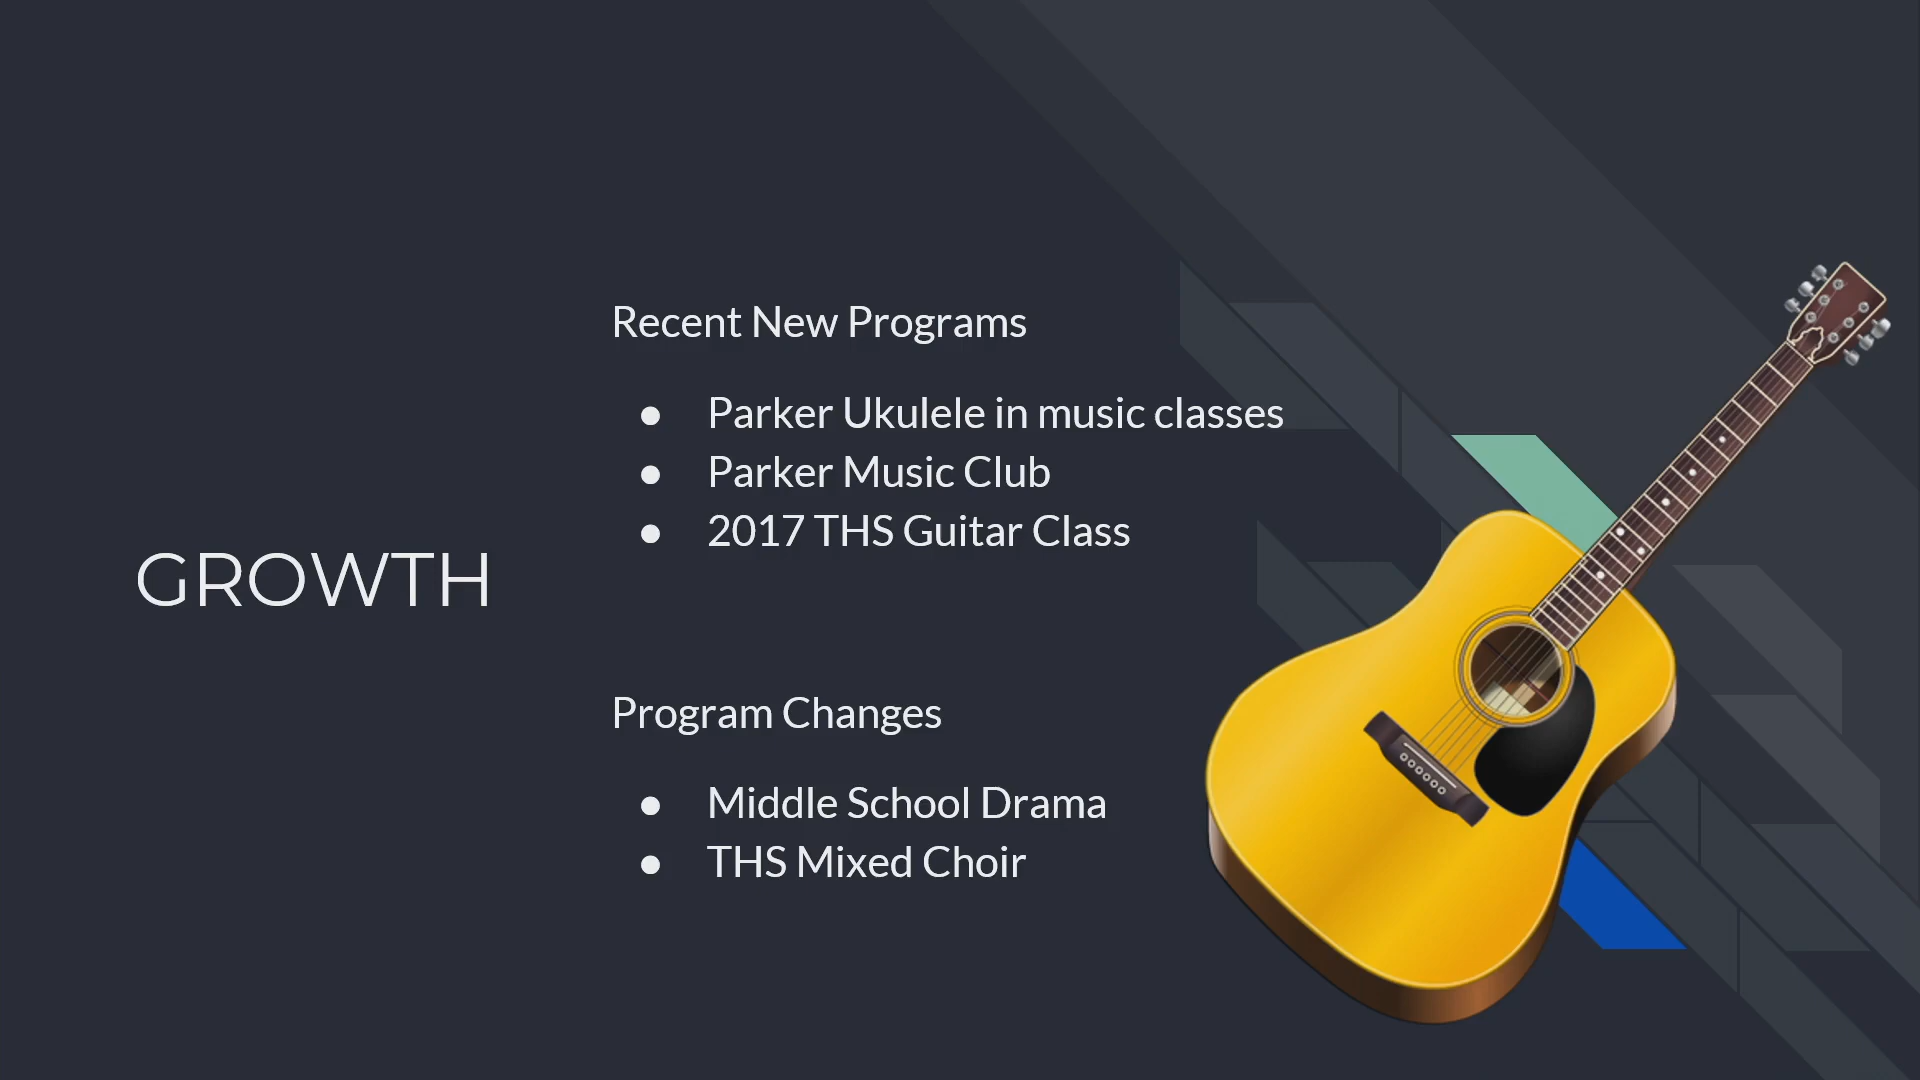 GROWTH
Recent New Programs
● Parker Ukulele in music classes
● Parker Music Club
● 2017 THS Guitar Class
Program Changes
● Middle School Drama
● THS Mixed Choir